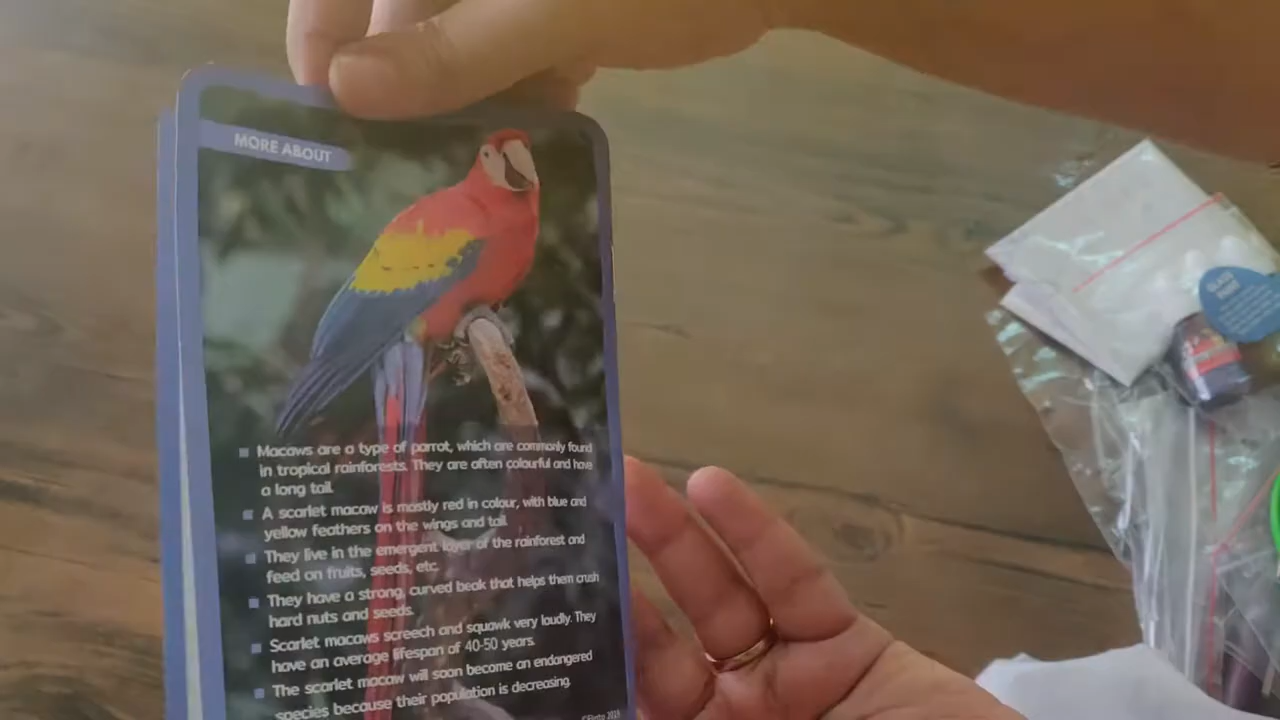 MORE ABOUT
Macaws are a type of parrot, which are commonly found
in tropical rainforests. They are often colourful and have
a long tail.
A scarlet macaw is mostly red in colour, with blue and
yellow feathers on the wings and tail.
They live in the emergent layer of the rainforest and
feed on fruits, seeds, etc.
They have a strong, curved beak that helps them crush
hard nuts and seeds.
Scarlet macaws screech and squawk very loudly. They
have an average lifespan of 40-50 years.
The scarlet macaw will soon become an endangered
species because their population is decreasing.